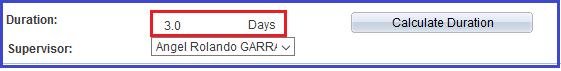 Duration: 3.0 Days Calculate Duration
Supervisor: Angel Rolando GARRA